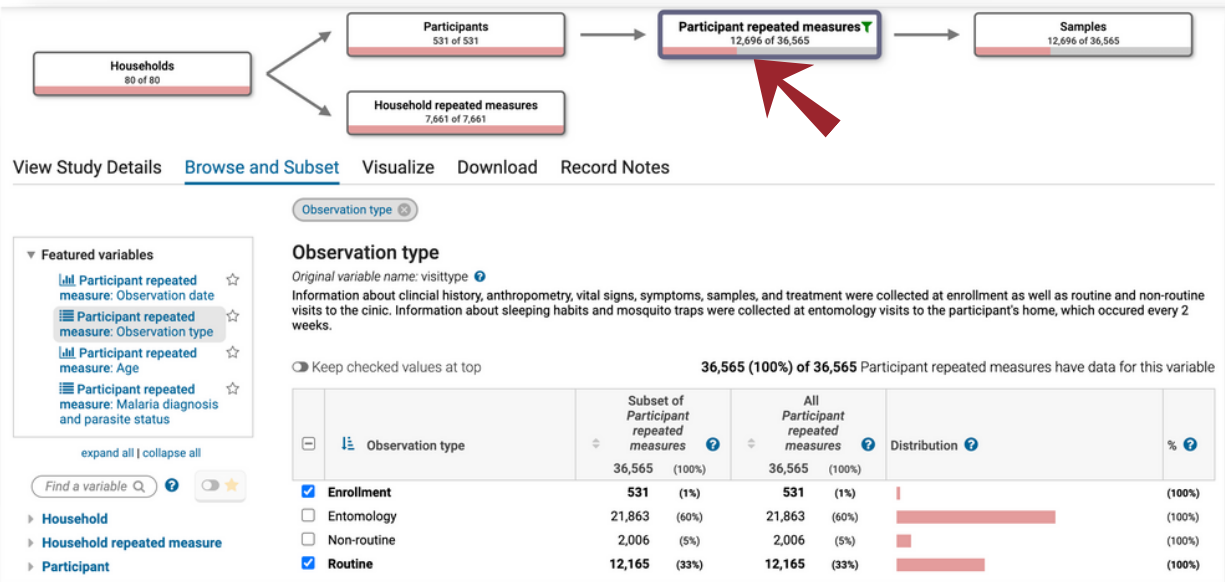 Participants
531 of 531
Participant repeated measures
12,696 of 36,565
Samples
12,696 of 36,565
Households
80 of 80
Household repeated measures
7,661 of 7,661
View Study Details Browse and Subset Visualize Download Record Notes
Observation type
Featured variables
Participant repeated
measure: Observation date
Participant repeated
measure: Observation type
Participant repeated
measure: Age
Participant repeated
measure: Malaria diagnosis
and parasite status
expand all | collapse all
Find a variable
Household
Household repeated measure
Participant
Observation type
Original variable name: visittype
Information about clincial history, anthropometry, vital signs, symptoms, samples, and treatment were collected at enrollment as well as routine and non-routine
visits to the clinic. Information about sleeping habits and mosquito traps were collected at entomology visits to the participant's home, which occured every 2
weeks.
Keep checked values at top
36,565 (100%) of 36,565 Participant repeated measures have data for this variable
Observation type
Subset of
Participant
repeated
measures
36,565 (100%)
All
Participant
repeated
measures
36,565 (100%)
Distribution
%
Enrollment 531 (1%) 531 (1%) (100%)
Entomology 21,863 (60%) 21,863 (60%) (100%)
Non-routine 2,006 (5%) 2,006 (5%) (100%)
Routine 12,165 (33%) 12,165 (33%) (100%)